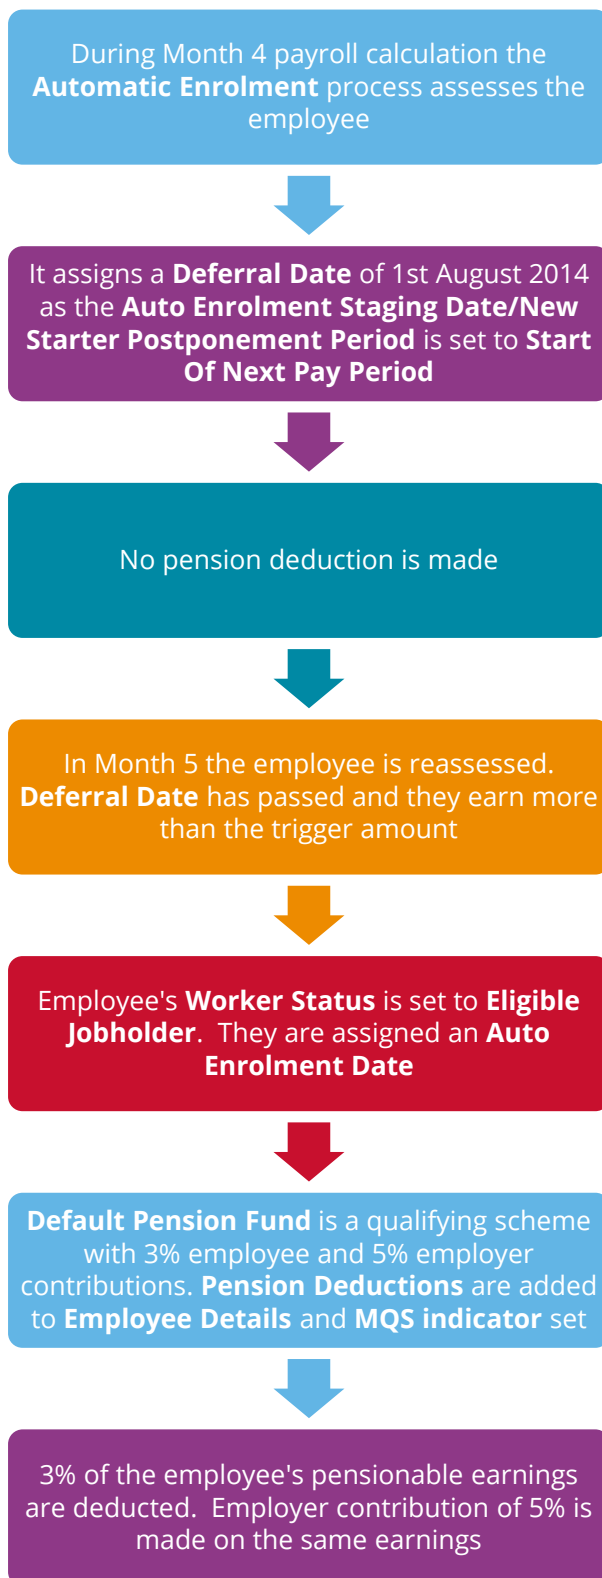 During Month 4 payroll calculation the
Automatic Enrolment process assesses the
employee
It assigns a Deferral Date of 1st August 2014
as the Auto Enrolment Staging Date/New
Starter Postponement Period is set to Start
Of Next Pay Period
No pension deduction is made
In Month 5 the employee is reassessed.
Deferral Date has passed and they earn more
than the trigger amount
Employee's Worker Status is set to Eligible
Jobholder.  They are assigned an Auto
Enrolment Date
Default Pension Fund is a qualifying scheme
with 3% employee and 5% employer
contributions. Pension Deductions are added
to Employee Details and MQS indicator set
3% of the employee's pensionable earnings
are deducted.  Employer contribution of 5% is
made on the same earnings